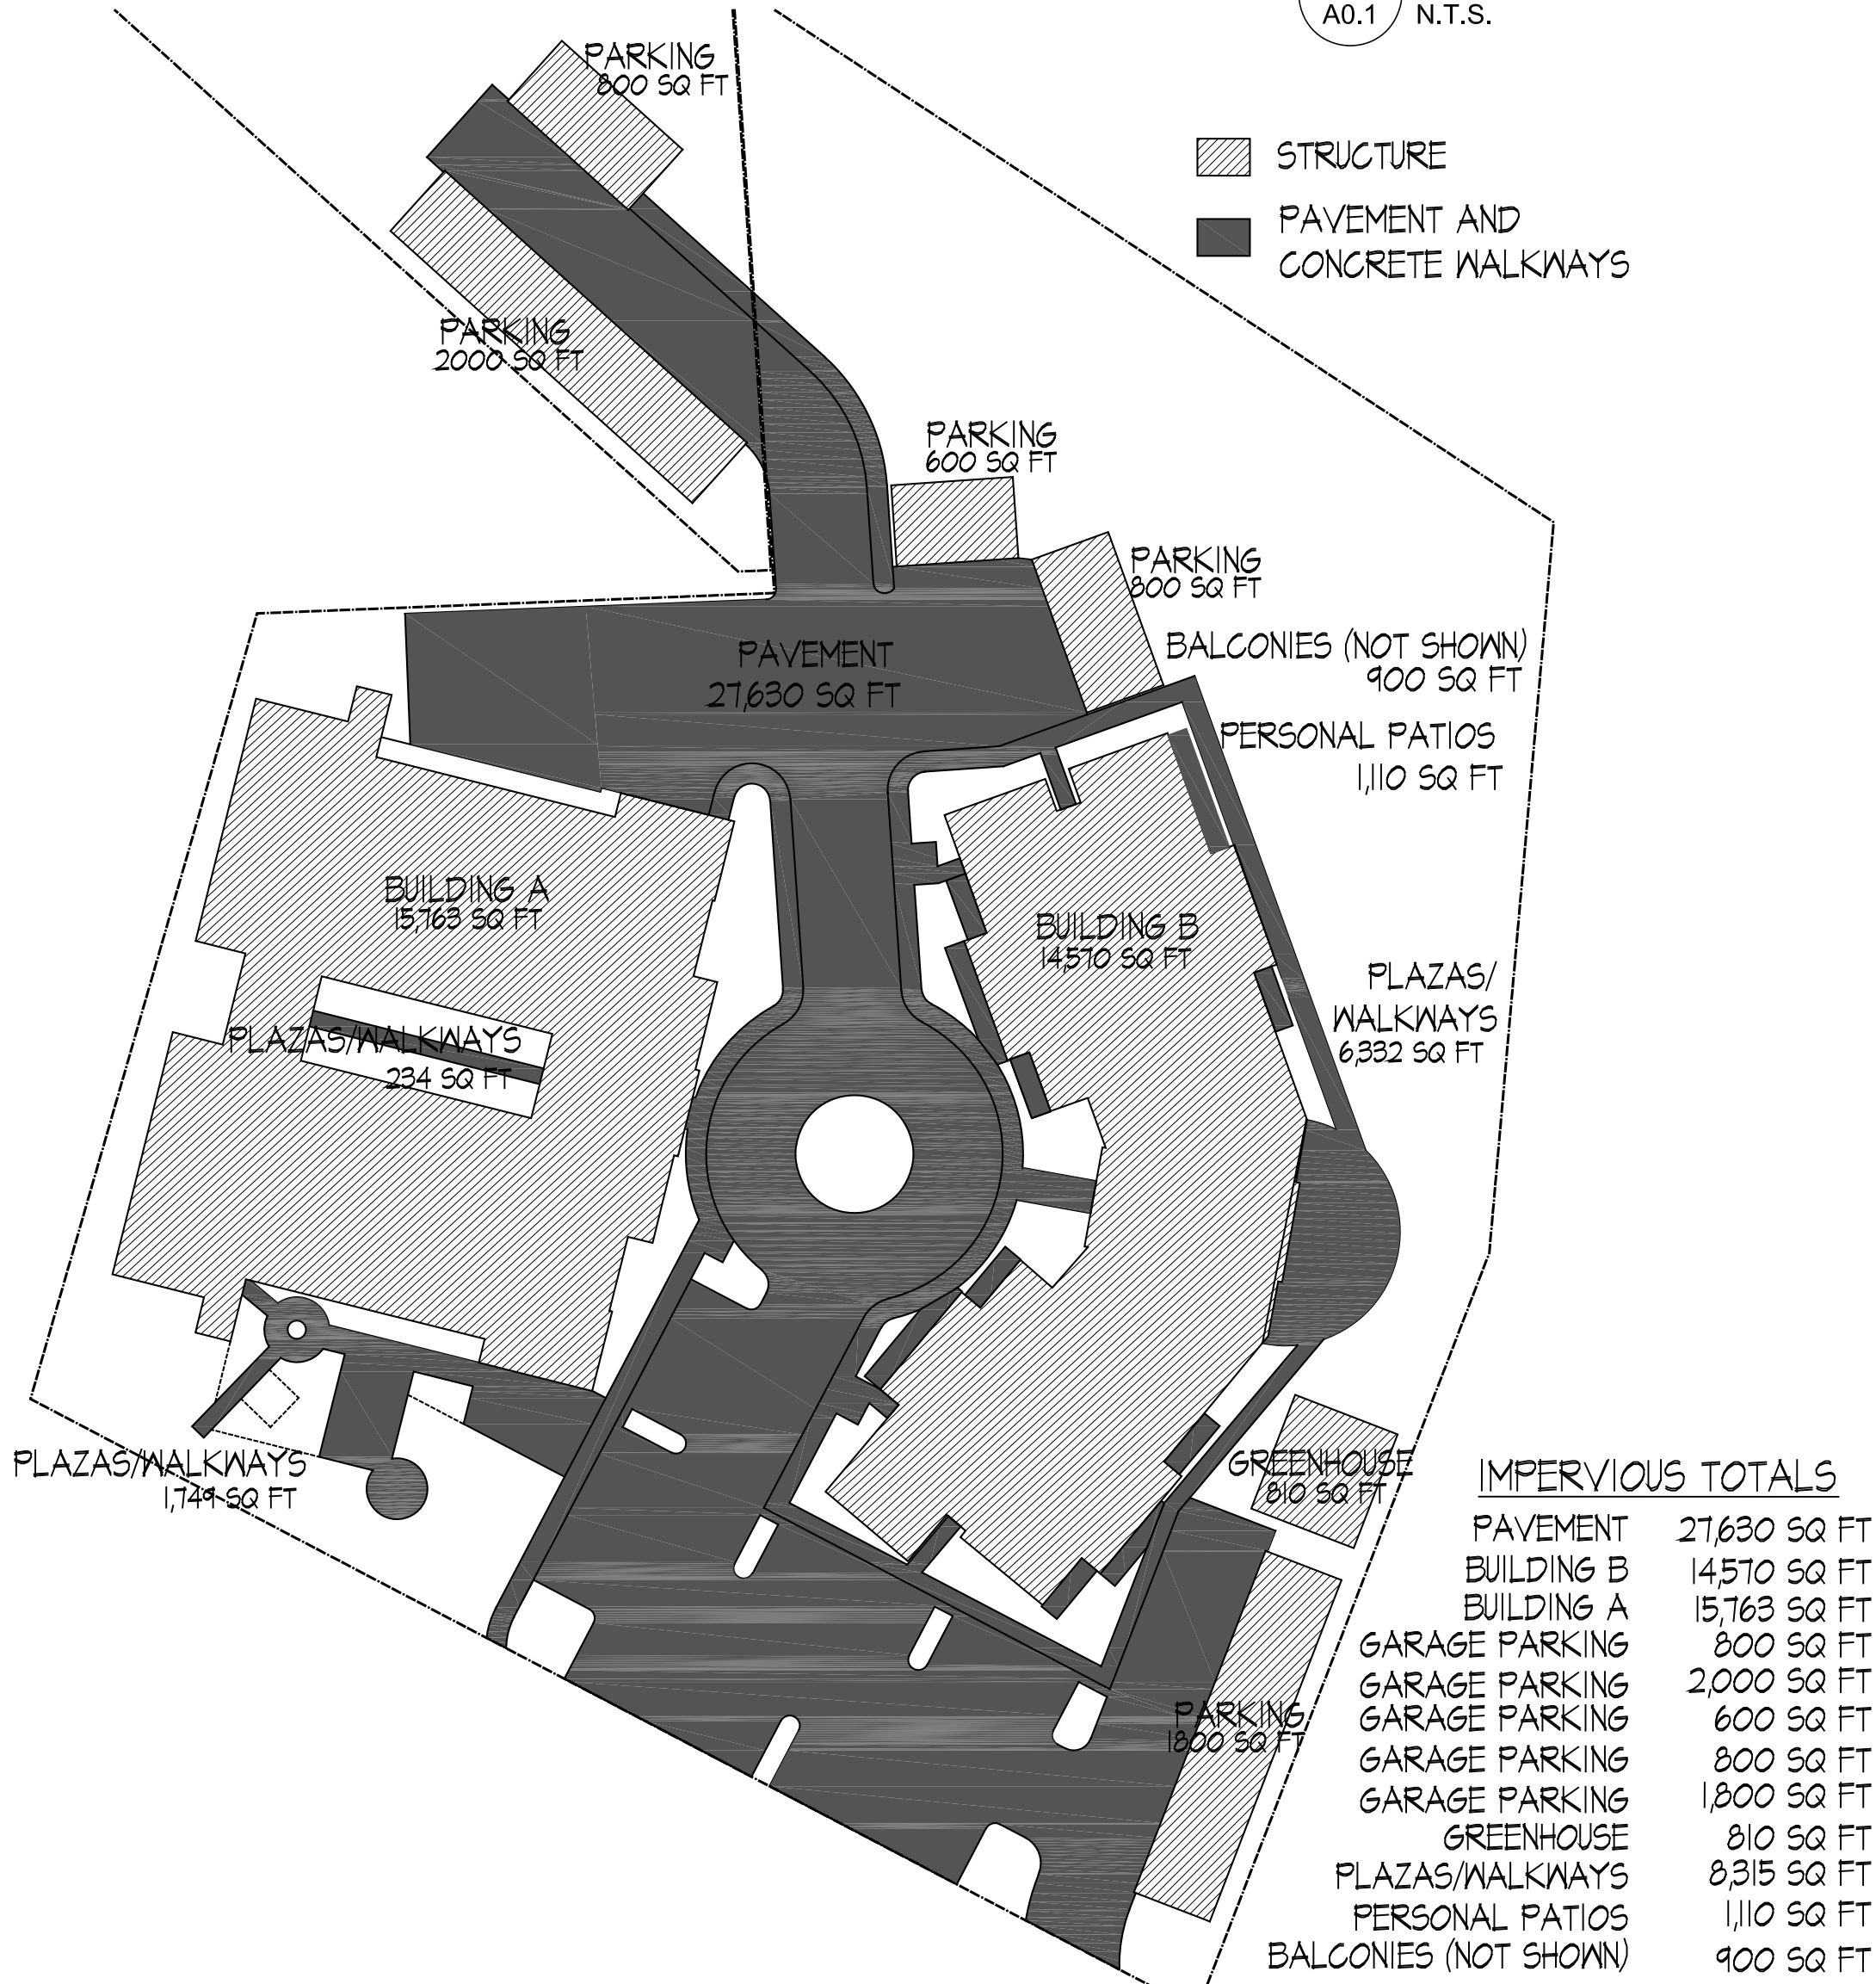 A0.1 N.T.S.
PARKING
800 SQ FT
STRUCTURE
PAVEMENT AND
CONCRETE WALKWAYS
PARKING
2000 SQ FT
PARKING
600 SQ FT
PARKING
800 SQ FT
BALCONIES (NOT SHOWN)
900 SQ FT
PAVEMENT
27,630 SQ FT
PERSONAL PATIOS
1,110 SQ FT
BUILDING A
15,763 SQ FT
BUILDING B
14,570 SQ FT
PLAZAS/
WALKWAYS
6,332 SQ FT
PLAZAS/WALKWAYS
234 SQ FT
PLAZAS/WALKWAYS
1,749 SQ FT
GREENHOUSE
810 SQ FT
PARKING
1800 SQ FT
IMPERVIOUS TOTALS
PAVEMENT 27,630 SQ FT
BUILDING B 14,570 SQ FT
BUILDING A 15,763 SQ FT
GARAGE PARKING 800 SQ FT
GARAGE PARKING 2,000 SQ FT
GARAGE PARKING 600 SQ FT
GARAGE PARKING 800 SQ FT
GARAGE PARKING 1,800 SQ FT
GREENHOUSE 810 SQ FT
PLAZAS/WALKWAYS 8,315 SQ FT
PERSONAL PATIOS 1,110 SQ FT
BALCONIES (NOT SHOWN) 900 SQ FT